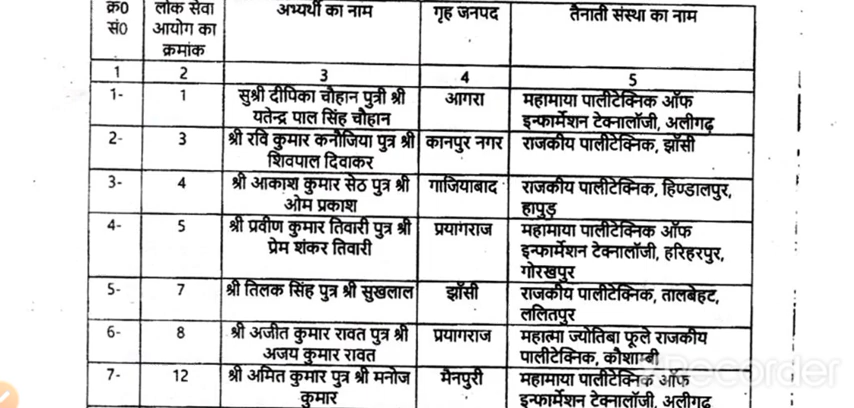 क्र0 सं0 | लोक सेवा आयोग का क्रमांक | अभ्यर्थी का नाम | गृह जनपद | तैनाती संस्था का नाम
1 | 2 | 3 | 4 | 5
1- | 1 | सुश्री दीपिका चौहान पुत्री श्री यतेन्द्र पाल सिंह चौहान | आगरा | महामाया पालीटेक्निक ऑफ इन्फार्मेशन टेक्नालॉजी, अलीगढ़
2- | 3 | श्री रवि कुमार कनौजिया पुत्र श्री शिवपाल दिवाकर | कानपुर नगर | राजकीय पालीटेक्निक, झाँसी
3- | 4 | श्री आकाश कुमार सेठ पुत्र श्री ओम प्रकाश | गाजियाबाद | राजकीय पालीटेक्निक, हिण्डालपुर, हापुड़
4- | 5 | श्री प्रवीण कुमार तिवारी पुत्र श्री प्रेम शंकर तिवारी | प्रयागराज | महामाया पालीटेक्निक ऑफ इन्फार्मेशन टेक्नालॉजी, हरिहरपुर, गोरखपुर
5- | 7 | श्री तिलक सिंह पुत्र श्री सुखलाल | झाँसी | राजकीय पालीटेक्निक, तालबेहट, ललितपुर
6- | 8 | श्री अजीत कुमार रावत पुत्र श्री अजय कुमार रावत | प्रयागराज | महात्मा ज्योतिबा फूले राजकीय पालीटेक्निक, कौशाम्बी
7- | 12 | श्री अमित कुमार पुत्र श्री मनोज कुमार | मैनपुरी | महामाया पालीटेक्निक ऑफ इन्फार्मेशन टेक्नालॉजी, अलीगढ़
Recorder